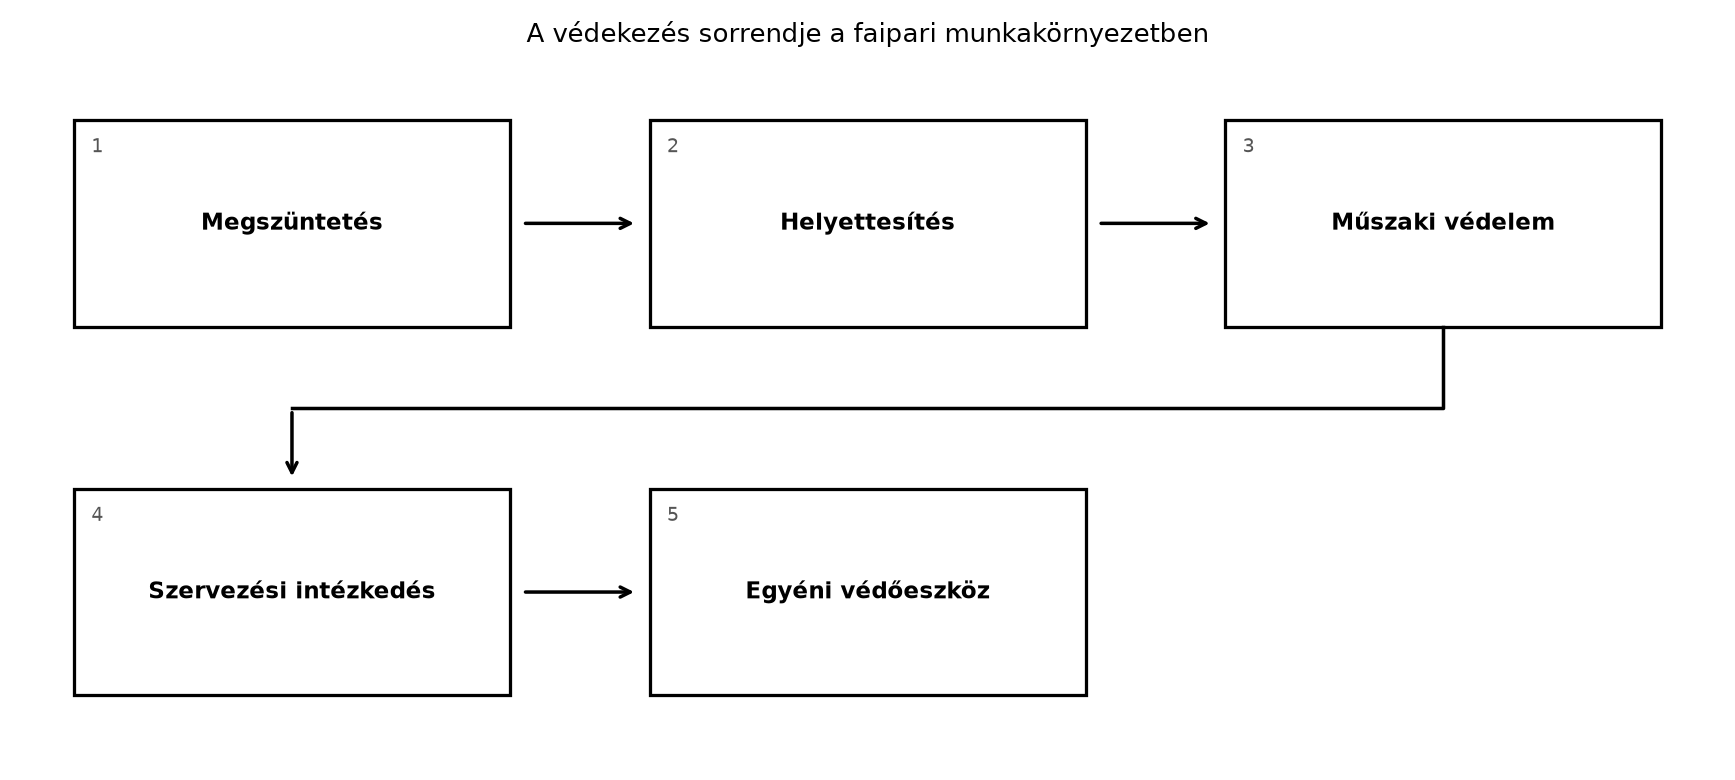 A védekezés sorrendje a faipari munkakörnyezetben
1
Megszüntetés
2
Helyettesítés
3
Műszaki védelem
4
Szervezési intézkedés
5
Egyéni védőeszköz